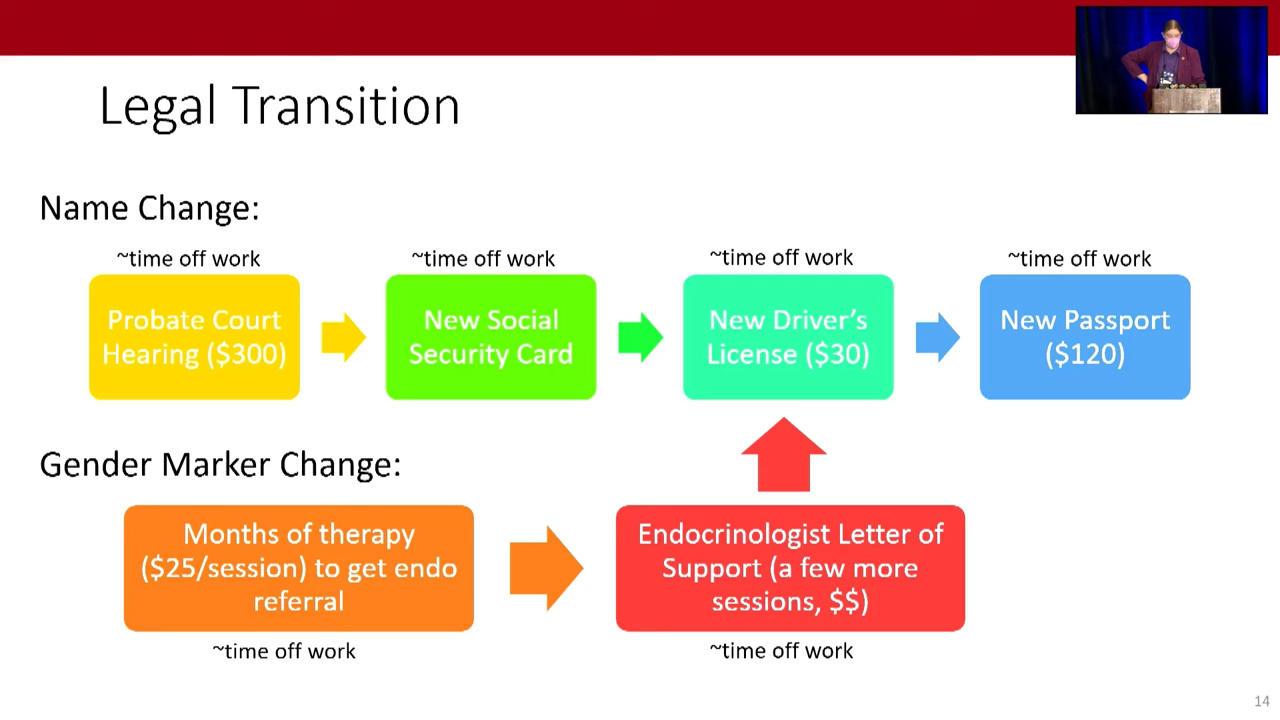 Legal Transition
Name Change:
~time off work
~time off work
~time off work
~time off work
Probate Court
Hearing ($300)
New Social
Security Card
New Driver's
License ($30)
New Passport
($120)
Gender Marker Change:
Months of therapy
($25/session) to get endo
referral
Endocrinologist Letter of
Support (a few more
sessions, $$)
~time off work
~time off work
14